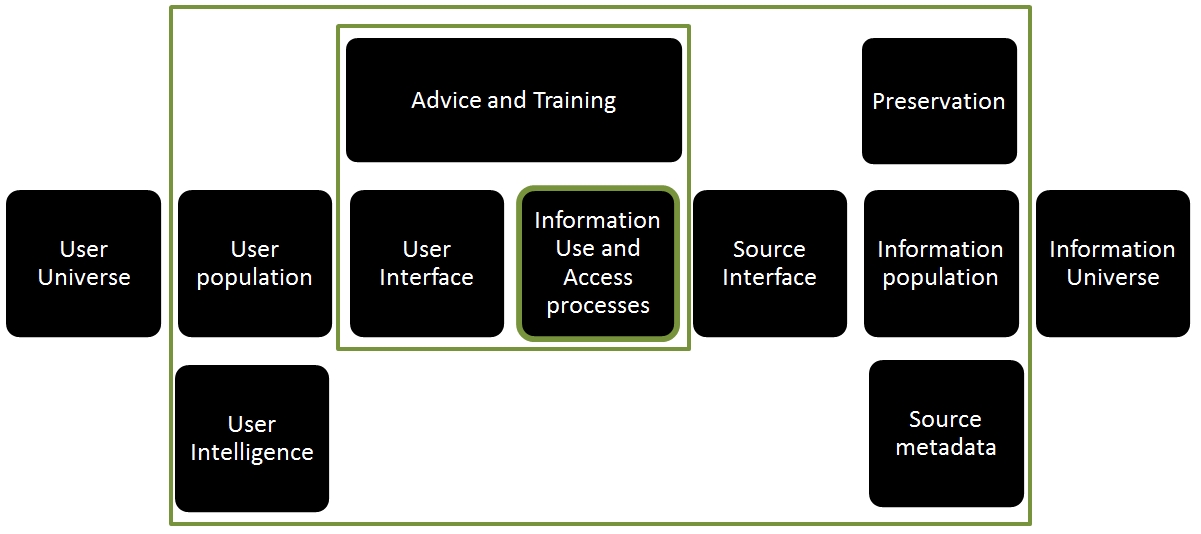 Advice and Training
Preservation
User
Universe
User
population
User
Interface
Information
Use and
Access
processes
Source
Interface
Information
population
Information
Universe
User
Intelligence
Source
metadata